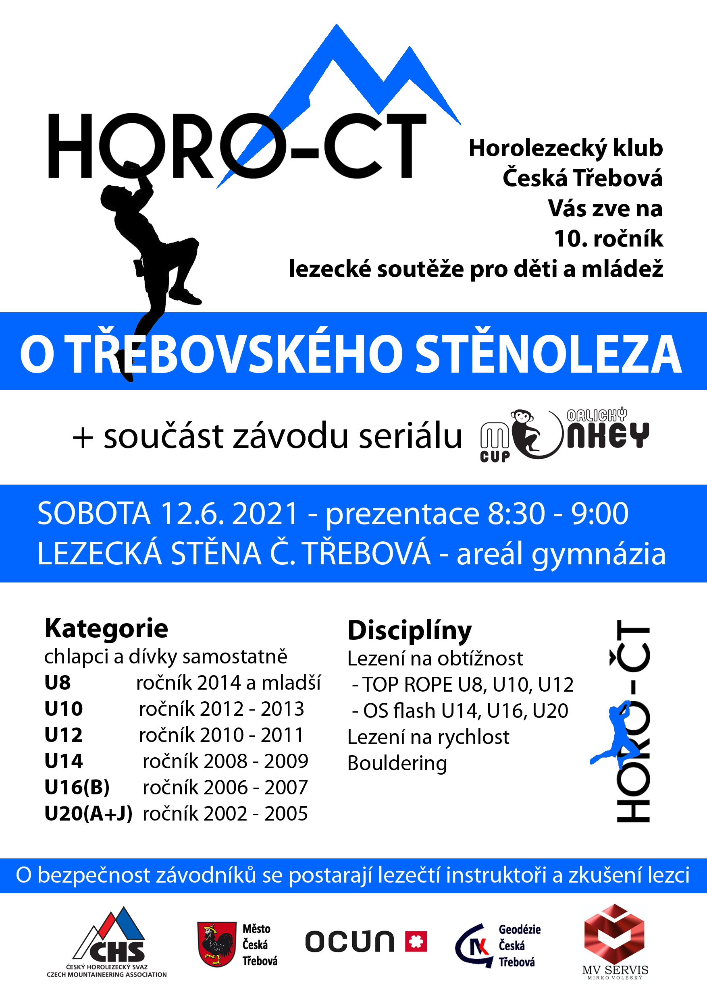 HORO-CT
Horolezecký klub
Česká Třebová
Vás zve na
10. ročník
lezecké soutěže pro děti a mládež
O TŘEBOVSKÉHO STĚNOLEZA
+ součást závodu seriálu
ORLICKÝ
M NKEY
CUP
SOBOTA 12.6. 2021 - prezentace 8:30 - 9:00
LEZECKÁ STĚNA Č. TŘEBOVÁ - areál gymnázia
Kategorie
chlapci a dívky samostatně
U8 ročník 2014 a mladší
U10 ročník 2012 - 2013
U12 ročník 2010 - 2011
U14 ročník 2008 - 2009
U16(B) ročník 2006 - 2007
U20(A+J) ročník 2002 - 2005
Disciplíny
Lezení na obtížnost
- TOP ROPE U8, U10, U12
- OS flash U14, U16, U20
Lezení na rychlost
Bouldering
HORO-ČT
O bezpečnost závodníků se postarají lezečtí instruktoři a zkušení lezci
ČHS
ČESKÝ HOROLEZECKÝ SVAZ
CZECH MOUNTAINEERING ASSOCIATION
Město
Česká
Třebová
OCUN
Geodézie
Česká
Třebová
MV SERVIS
MIRKO VOLESKÝ